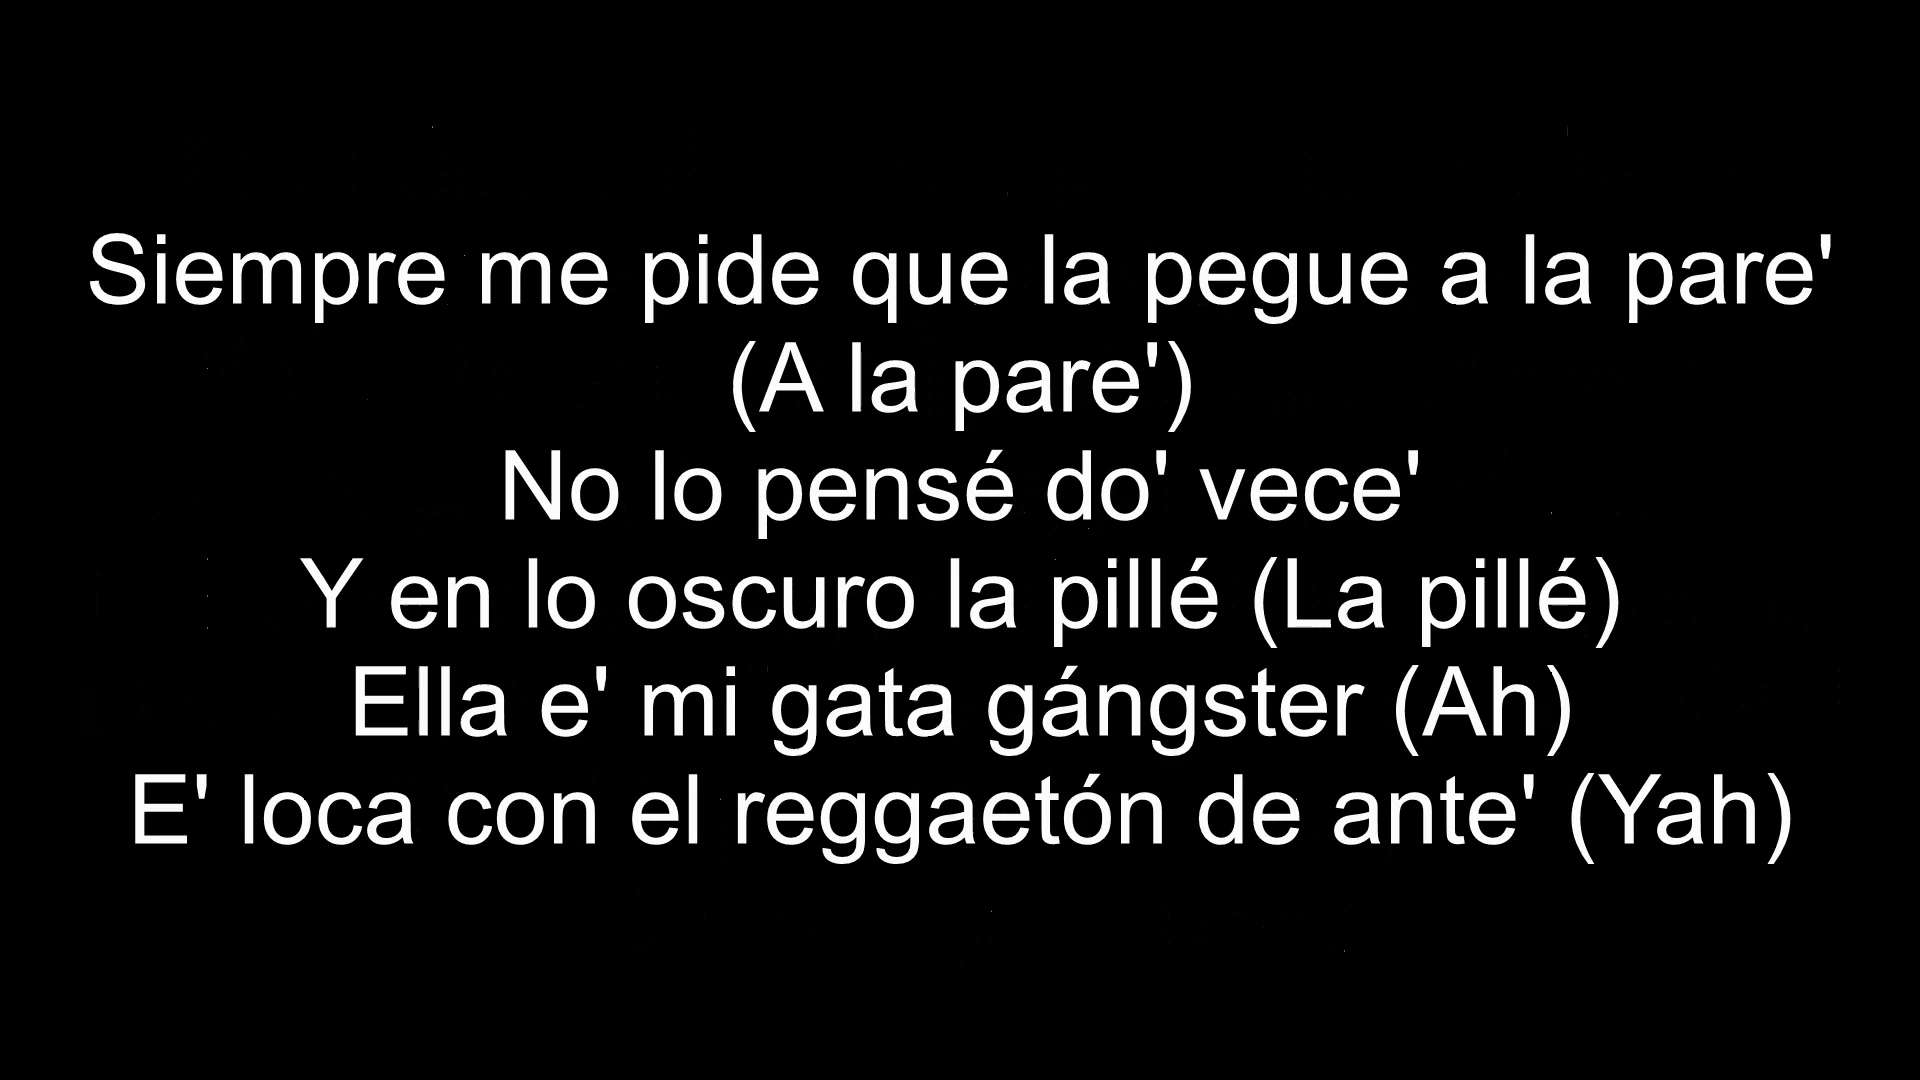 Siempre me pide que la pegue a la pare'
(A la pare')
No lo pensé do' vece'
Y en lo oscuro la pillé (La pillé)
Ella e' mi gata gángster (Ah)
E' loca con el reggaetón de ante' (Yah)